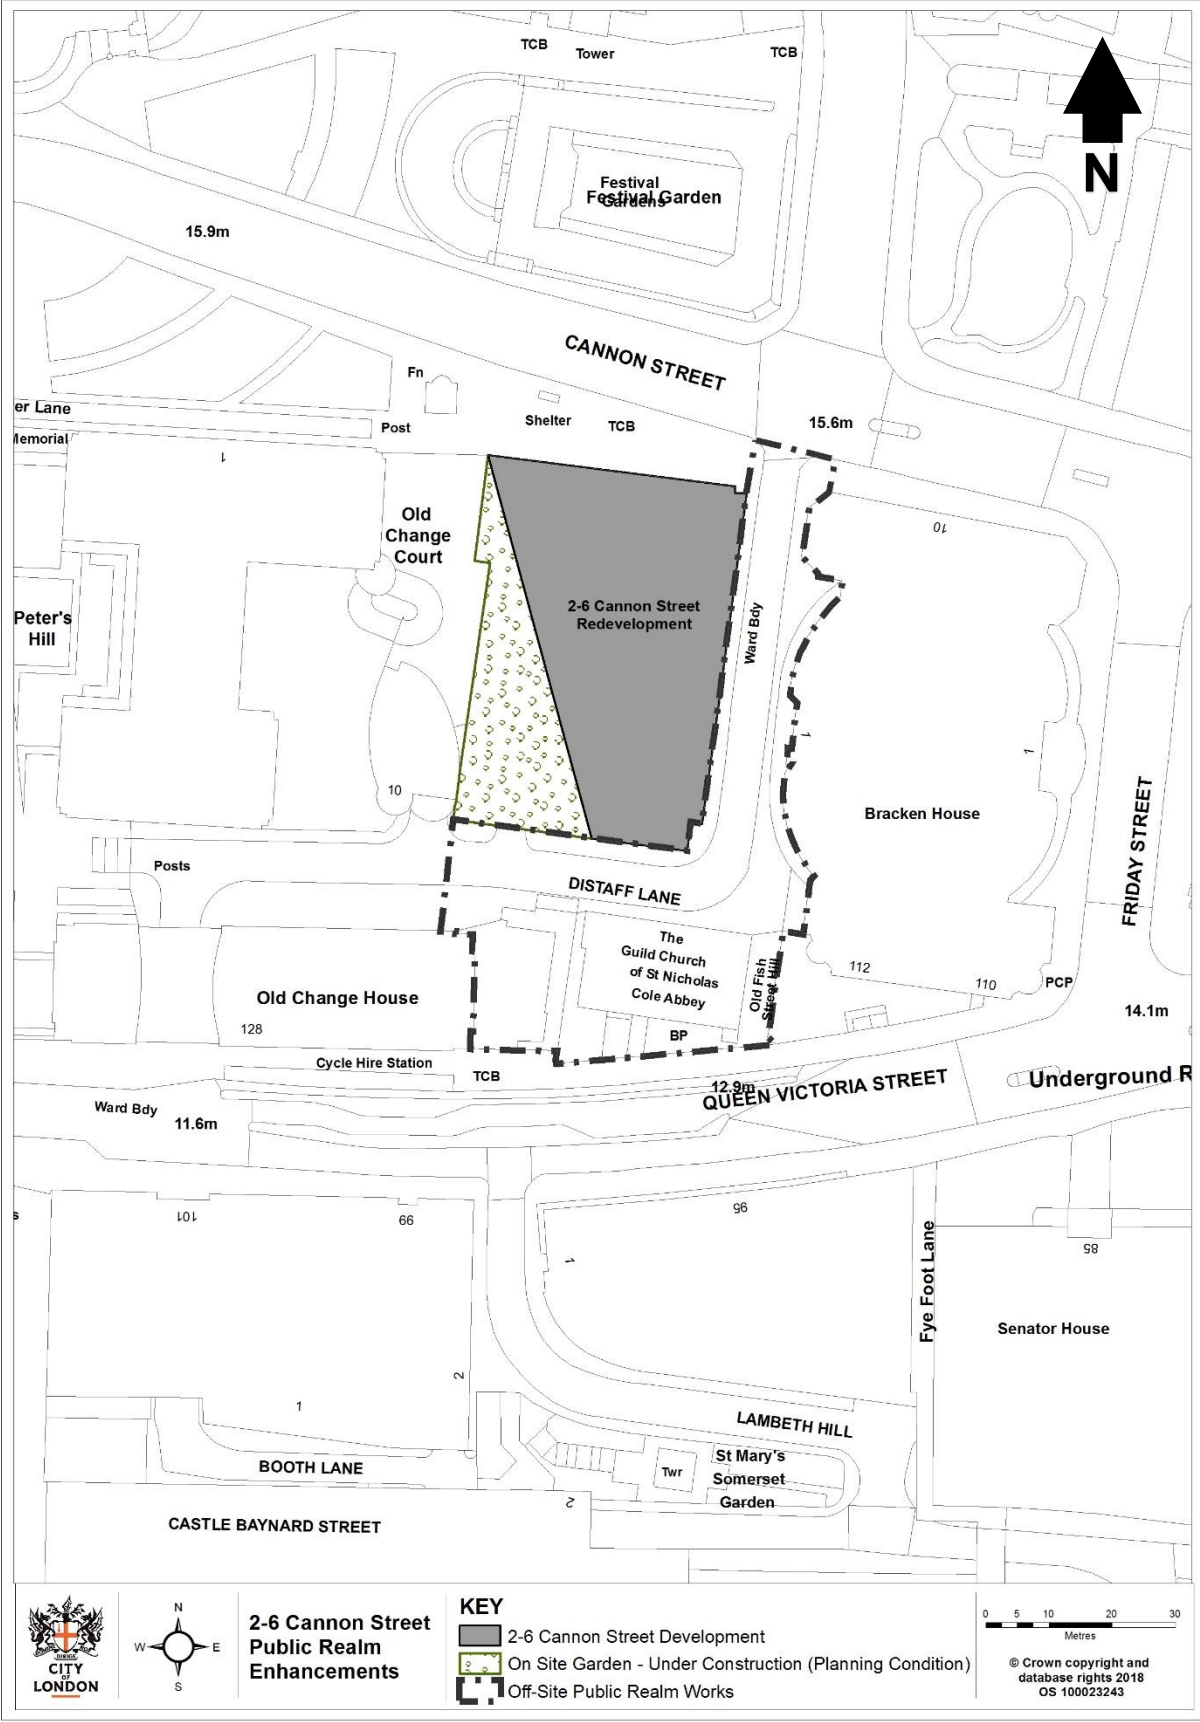 TCB
Tower
TCB
N
Festival
Gardens
Festival Garden
15.9m
CANNON STREET
Fn
er Lane
Memorial
Post
Shelter
TCB
15.6m
1
Old
Change
Court
10
2-6 Cannon Street
Redevelopment
Ward Bdy
Peter's
Hill
1
1
10
Bracken House
FRIDAY STREET
Posts
DISTAFF LANE
The
Guild Church
of St Nicholas
Cole Abbey
Old Fish
Street Hill
112
110
PCP
Old Change House
128
BP
14.1m
Cycle Hire Station
TCB
12.9m
QUEEN VICTORIA STREET
Underground R
Ward Bdy
11.6m
s
101
99
95
85
1
Fye Foot Lane
Senator House
2
1
LAMBETH HILL
BOOTH LANE
Twr
St Mary's
Somerset
Garden
2
CASTLE BAYNARD STREET
DIRIGE
CITY
OF
LONDON
N
W
E
S
2-6 Cannon Street
Public Realm
Enhancements
KEY
2-6 Cannon Street Development
On Site Garden - Under Construction (Planning Condition)
Off-Site Public Realm Works
0 5 10 20 30
Metres
© Crown copyright and
database rights 2018
OS 100023243